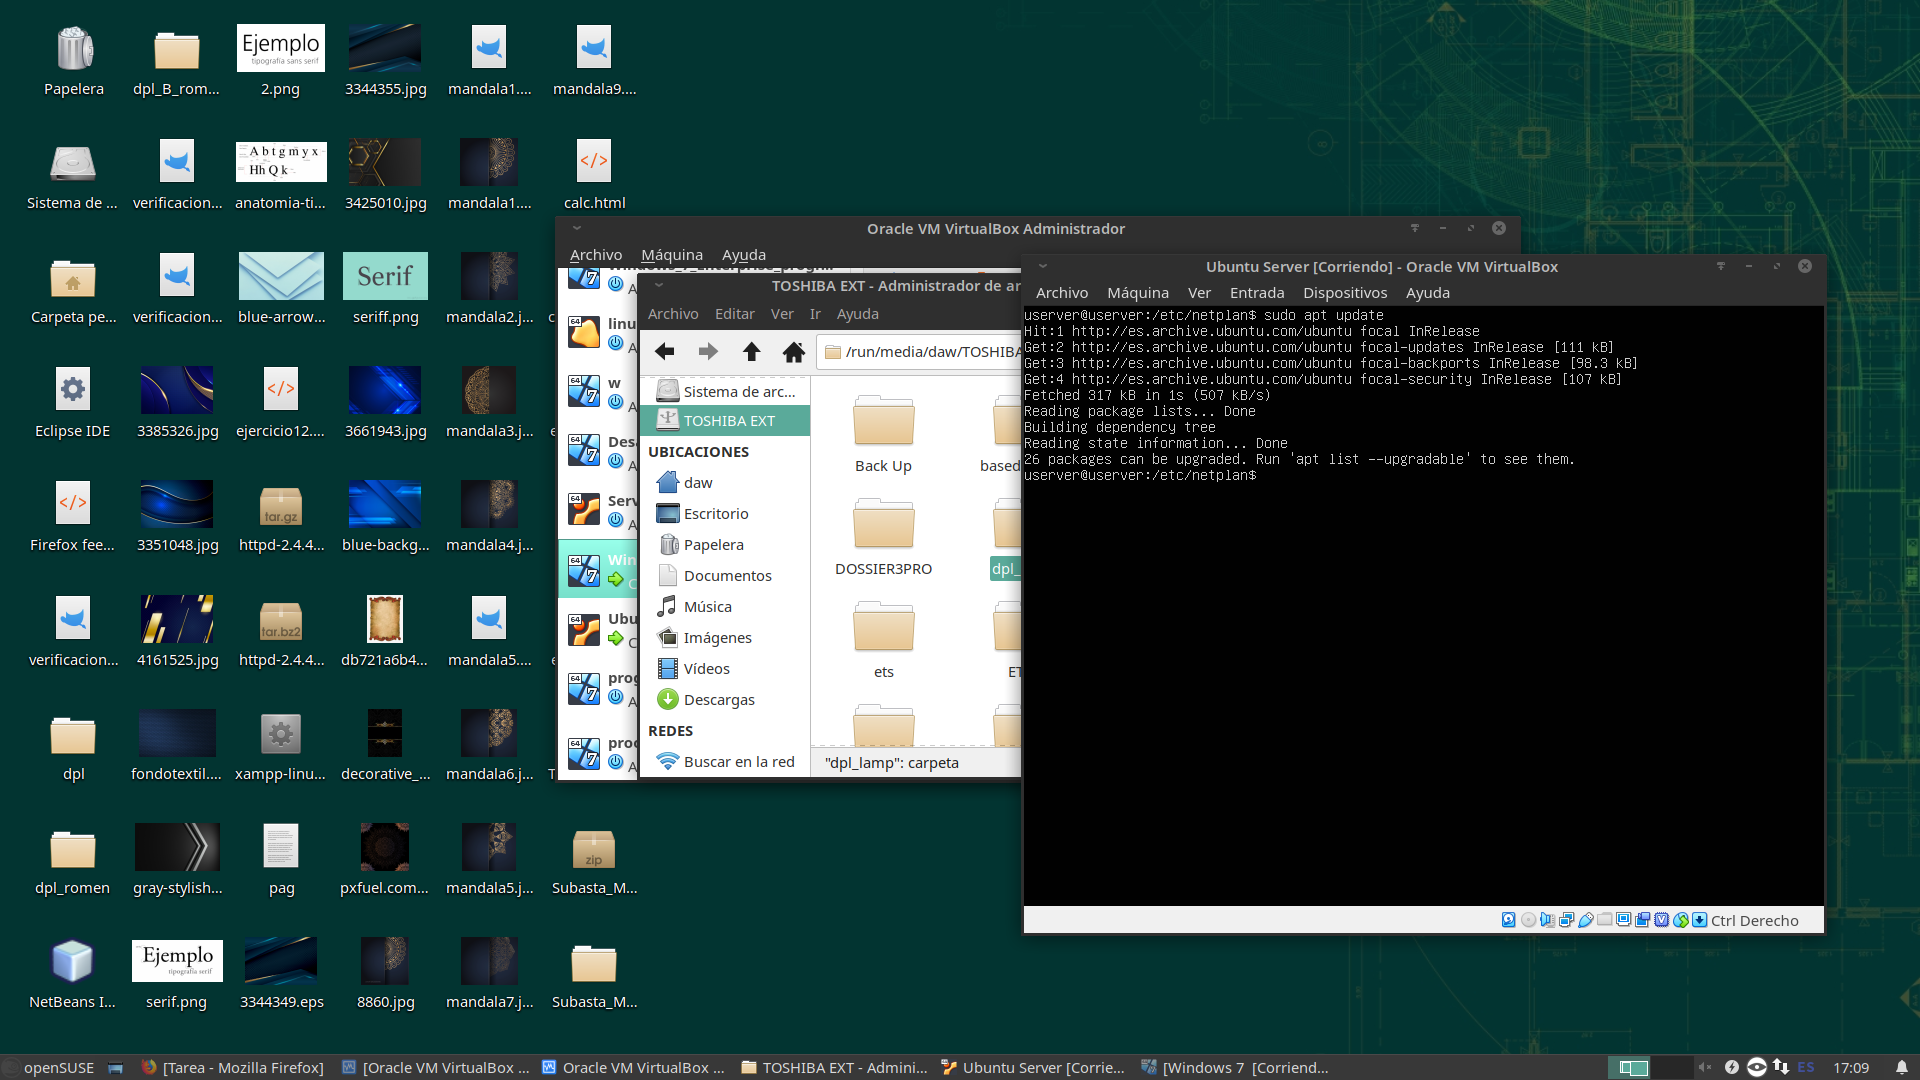 Papelera
dpl_B_rom...
Ejemplo
tipografía sans serif
2.png
3344355.jpg
mandala1....
mandala9....
Sistema de ...
verificacion...
A b t g m y x
Hh Q k
anatomia-ti...
3425010.jpg
mandala1....
</>
calc.html
Carpeta pe...
verificacion...
blue-arrow...
Serif
seriff.png
mandala2.j...
Eclipse IDE
3385326.jpg
</>
ejercicio12....
3661943.jpg
mandala3.j...
</>
Firefox fee...
3351048.jpg
tar.gz
httpd-2.4.4...
blue-backg...
mandala4.j...
verificacion...
4161525.jpg
tar.bz2
httpd-2.4.4...
db721a6b4...
mandala5....
dpl
fondotextil....
xampp-linu...
decorative_...
mandala6.j...
dpl_romen
gray-stylish...
pag
pxfuel.com...
mandala5.j...
zip
Subasta_M...
NetBeans I...
Ejemplo
tipografía serif
serif.png
3344349.eps
8860.jpg
mandala7.j...
Subasta_M...
Oracle VM VirtualBox Administrador
Archivo Máquina Ayuda
linu
w
Desa
Serv
Win
Ubu
prog
proc
TOSHIBA EXT - Administrador de ar
Archivo Editar Ver Ir Ayuda
/run/media/daw/TOSHIBA
Sistema de arc...
TOSHIBA EXT
UBICACIONES
daw
Escritorio
Papelera
Documentos
Música
Imágenes
Vídeos
Descargas
REDES
Buscar en la red
Back Up
based
DOSSIER3PRO
dpl_
ets
ET
"dpl_lamp": carpeta
Ubuntu Server [Corriendo] - Oracle VM VirtualBox
Archivo Máquina Ver Entrada Dispositivos Ayuda
userver@userver:/etc/netplan$ sudo apt update
Hit:1 http://es.archive.ubuntu.com/ubuntu focal InRelease
Get:2 http://es.archive.ubuntu.com/ubuntu focal-updates InRelease [111 kB]
Get:3 http://es.archive.ubuntu.com/ubuntu focal-backports InRelease [98.3 kB]
Get:4 http://es.archive.ubuntu.com/ubuntu focal-security InRelease [107 kB]
Fetched 317 kB in 1s (507 kB/s)
Reading package lists... Done
Building dependency tree
Reading state information... Done
26 packages can be upgraded. Run 'apt list --upgradable' to see them.
userver@userver:/etc/netplan$
Ctrl Derecho
openSUSE
[Tarea - Mozilla Firefox]
[Oracle VM VirtualBox ...
Oracle VM VirtualBox ...
TOSHIBA EXT - Admini...
Ubuntu Server [Corrie...
[Windows 7 [Corriend...
ES
17:09